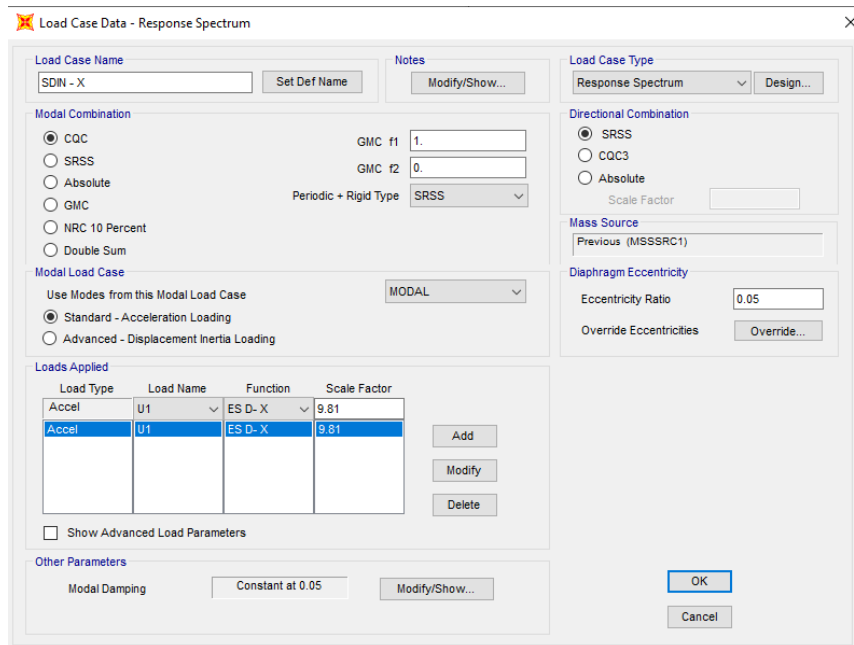 Load Case Data - Response Spectrum
Load Case Name
SDIN - X
Set Def Name
Notes
Modify/Show...
Load Case Type
Response Spectrum
Design...
Modal Combination
CQC
SRSS
Absolute
GMC
NRC 10 Percent
Double Sum
GMC f1
1.
GMC f2
0.
Periodic + Rigid Type
SRSS
Directional Combination
SRSS
CQC3
Absolute
Scale Factor
Mass Source
Previous (MSSSRC1)
Modal Load Case
Use Modes from this Modal Load Case
MODAL
Standard - Acceleration Loading
Advanced - Displacement Inertia Loading
Diaphragm Eccentricity
Eccentricity Ratio
0.05
Override Eccentricities
Override...
Loads Applied
Load Type Load Name Function Scale Factor
Accel U1 ES D- X 9.81
Accel U1 ES D- X 9.81
Add
Modify
Delete
Show Advanced Load Parameters
Other Parameters
Modal Damping
Constant at 0.05
Modify/Show...
OK
Cancel